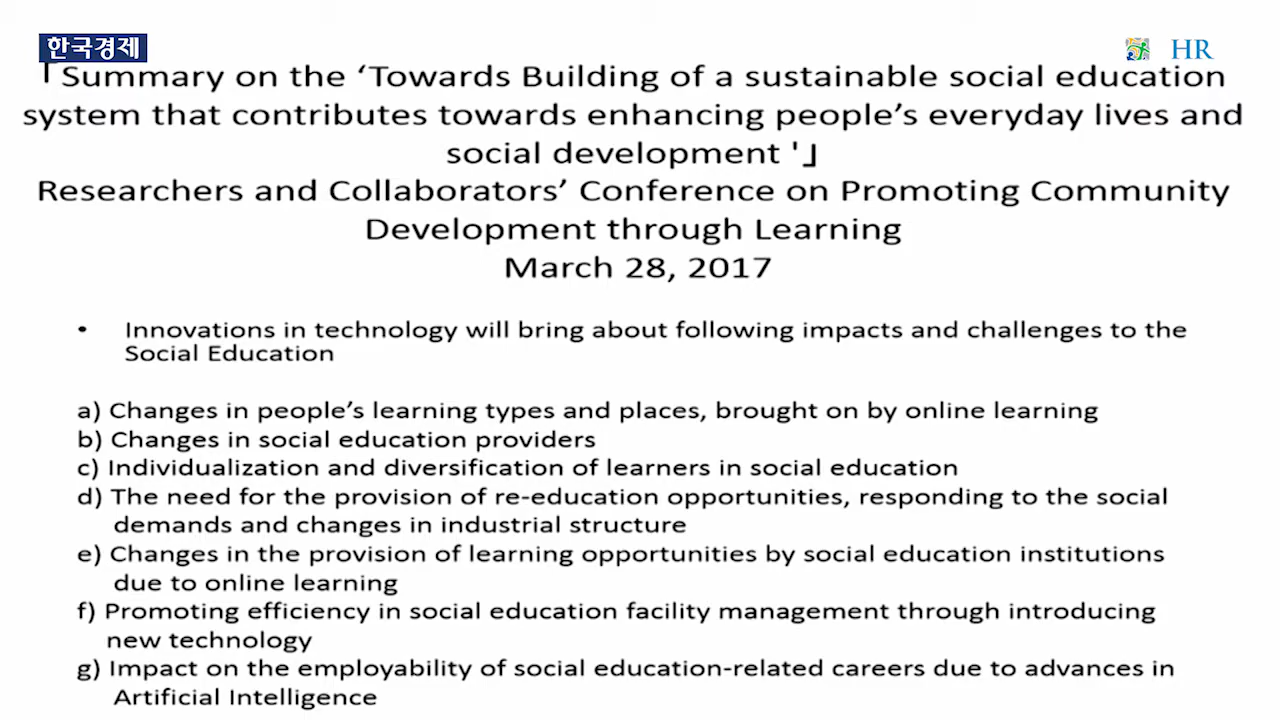 한국경제
HR
「Summary on the ‘Towards Building of a sustainable social education
system that contributes towards enhancing people’s everyday lives and
social development '」
Researchers and Collaborators’ Conference on Promoting Community
Development through Learning
March 28, 2017
• Innovations in technology will bring about following impacts and challenges to the
Social Education
a) Changes in people’s learning types and places, brought on by online learning
b) Changes in social education providers
c) Individualization and diversification of learners in social education
d) The need for the provision of re-education opportunities, responding to the social
demands and changes in industrial structure
e) Changes in the provision of learning opportunities by social education institutions
due to online learning
f) Promoting efficiency in social education facility management through introducing
new technology
g) Impact on the employability of social education-related careers due to advances in
Artificial Intelligence